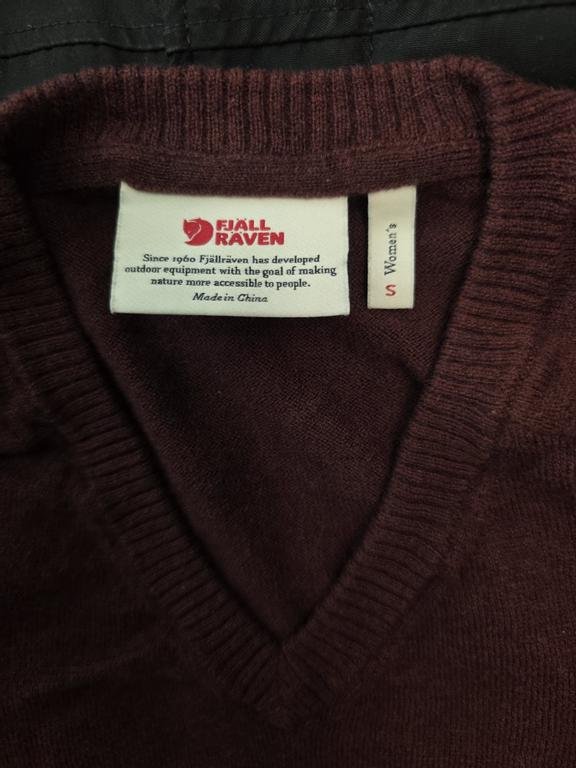 FJÄLL
RÄVEN
Since 1960 Fjällräven has developed
outdoor equipment with the goal of making
nature more accessible to people.
Made in China
Women's
S